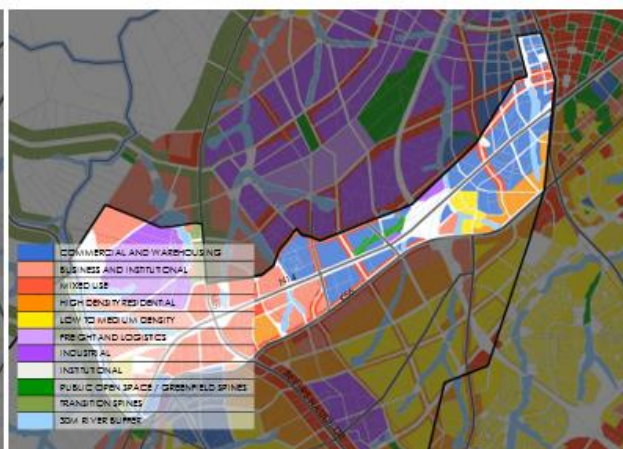 COMMERCIAL AND WAREHOUSING
BUSINESS AND INSTITUTIONAL
MIXED USE
HIGH DENSITY RESIDENTIAL
LOW TO MEDIUM DENSITY
FREIGHT AND LOGISTICS
INDUSTRIAL
INSTITUTIONAL
PUBLIC OPEN SPACE / GREENFIELD SPINES
TRANSITION SPINES
30M RIVER BUFFER
N14